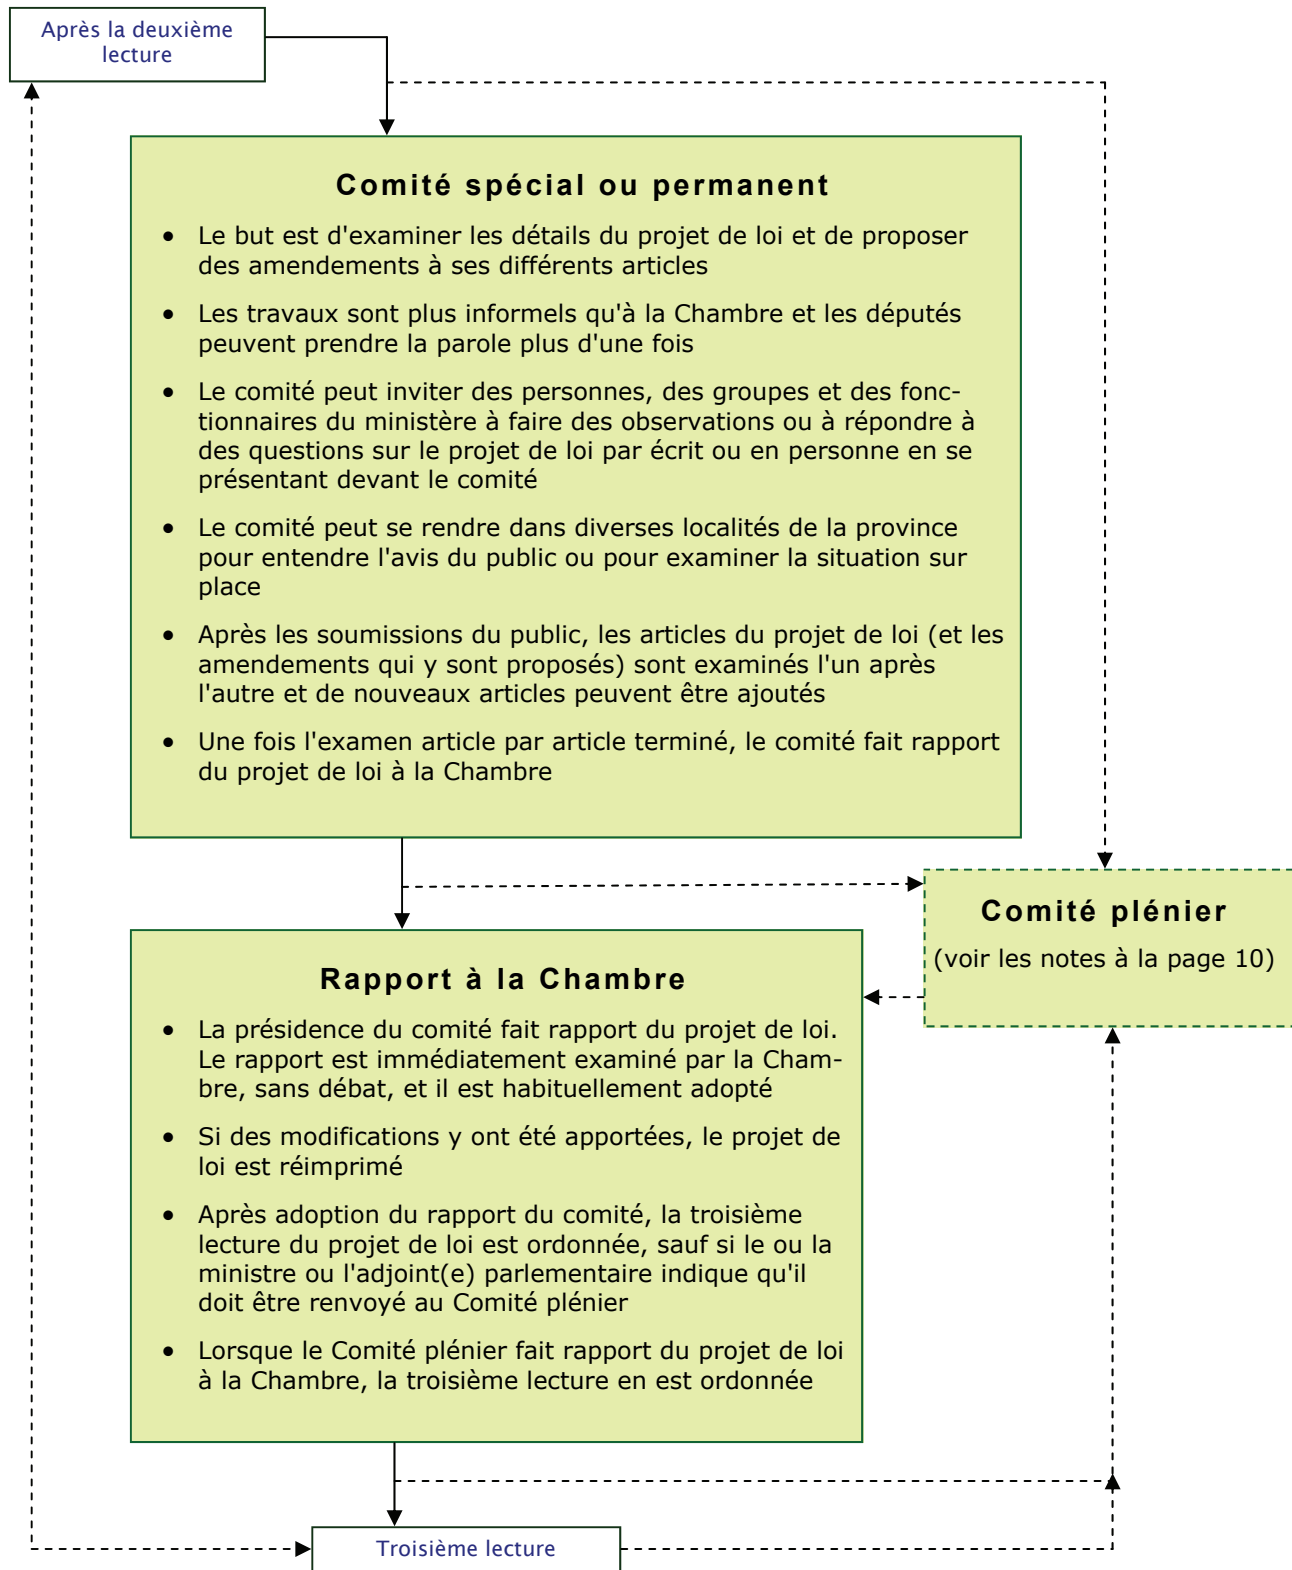 Après la deuxième
lecture
Comité spécial ou permanent
• Le but est d'examiner les détails du projet de loi et de proposer
des amendements à ses différents articles
• Les travaux sont plus informels qu'à la Chambre et les députés
peuvent prendre la parole plus d'une fois
• Le comité peut inviter des personnes, des groupes et des fonc-
tionnaires du ministère à faire des observations ou à répondre à
des questions sur le projet de loi par écrit ou en personne en se
présentant devant le comité
• Le comité peut se rendre dans diverses localités de la province
pour entendre l'avis du public ou pour examiner la situation sur
place
• Après les soumissions du public, les articles du projet de loi (et les
amendements qui y sont proposés) sont examinés l'un après
l'autre et de nouveaux articles peuvent être ajoutés
• Une fois l'examen article par article terminé, le comité fait rapport
du projet de loi à la Chambre
Comité plénier
(voir les notes à la page 10)
Rapport à la Chambre
• La présidence du comité fait rapport du projet de loi.
Le rapport est immédiatement examiné par la Cham-
bre, sans débat, et il est habituellement adopté
• Si des modifications y ont été apportées, le projet de
loi est réimprimé
• Après adoption du rapport du comité, la troisième
lecture du projet de loi est ordonnée, sauf si le ou la
ministre ou l'adjoint(e) parlementaire indique qu'il
doit être renvoyé au Comité plénier
• Lorsque le Comité plénier fait rapport du projet de loi
à la Chambre, la troisième lecture en est ordonnée
Troisième lecture